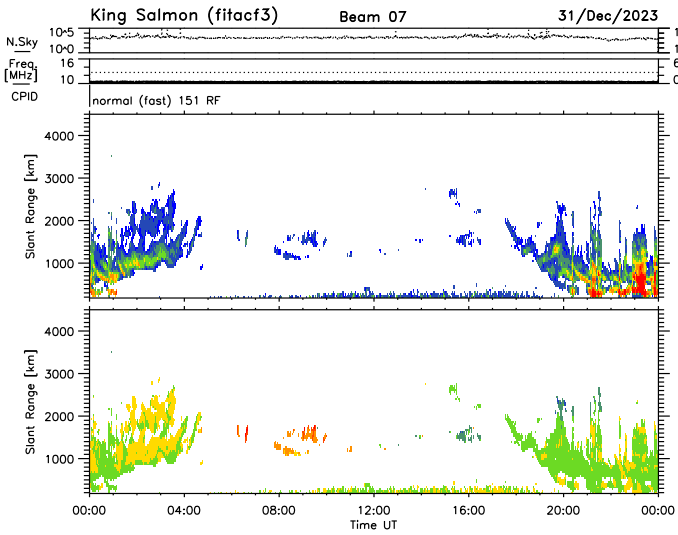 King Salmon (fitacf3) Beam 07 31/Dec/2023
10^5 1
N.Sky
10^0 1
Freq. 16 6
[MHz]
10 0
CPID normal (fast) 151 RF
4000
3000
2000
1000
Slant Range [km]
4000
3000
2000
1000
Slant Range [km]
00:00 04:00 08:00 12:00 16:00 20:00 00:00
Time UT